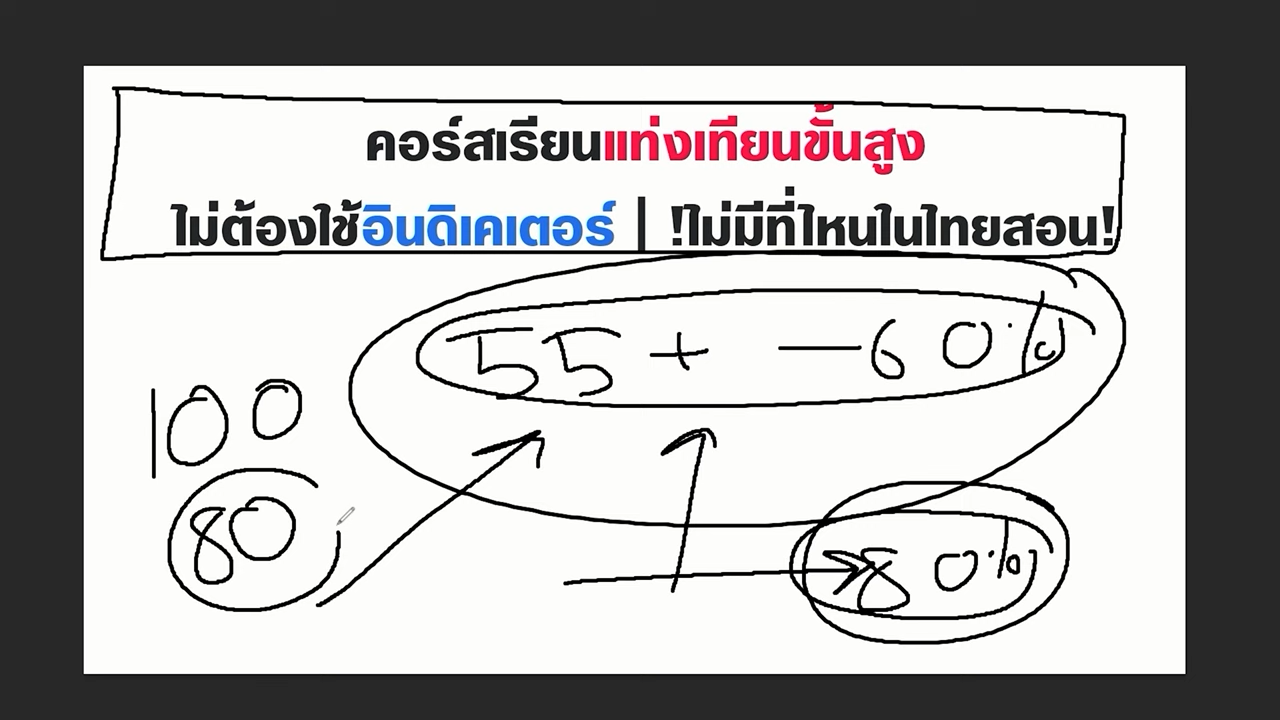 คอร์สเรียนแท่งเทียนขั้นสูง
ไม่ต้องใช้อินดิเคเตอร์ | !ไม่มีที่ไหนในไทยสอน!
55+ - 60%
100
80
80%